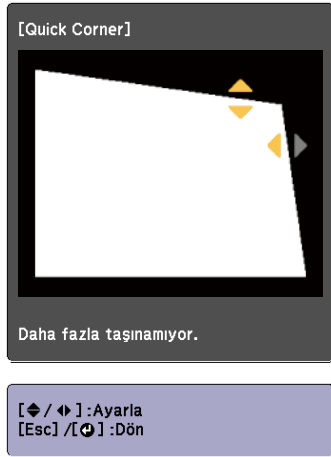 [Quick Corner]
Daha fazla taşınamıyor.
[ / ] :Ayarla
[Esc] /[ ] :Dön